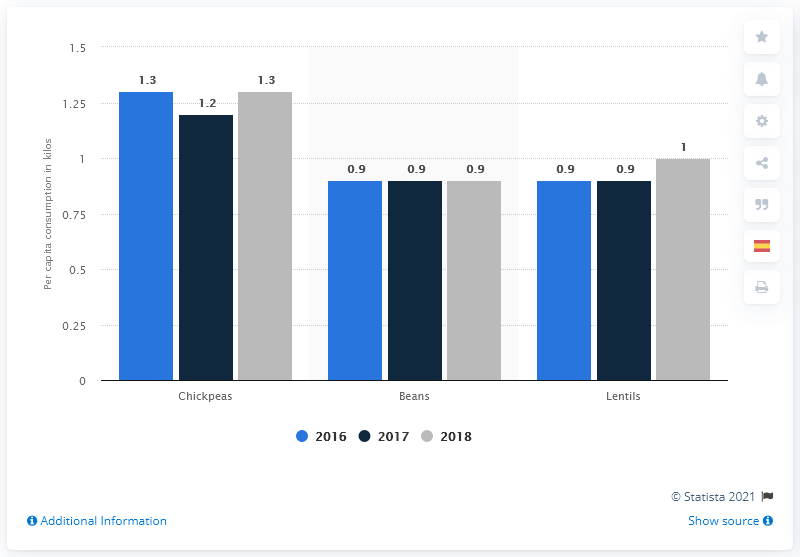 Per capita consumption in kilos
1.5
1.25
1
0.75
0.5
0.25
0
1.3
1.2
1.3
0.9
0.9
0.9
0.9
0.9
1
Chickpeas
Beans
Lentils
2016
2017
2018
© Statista 2021
Additional Information
Show source